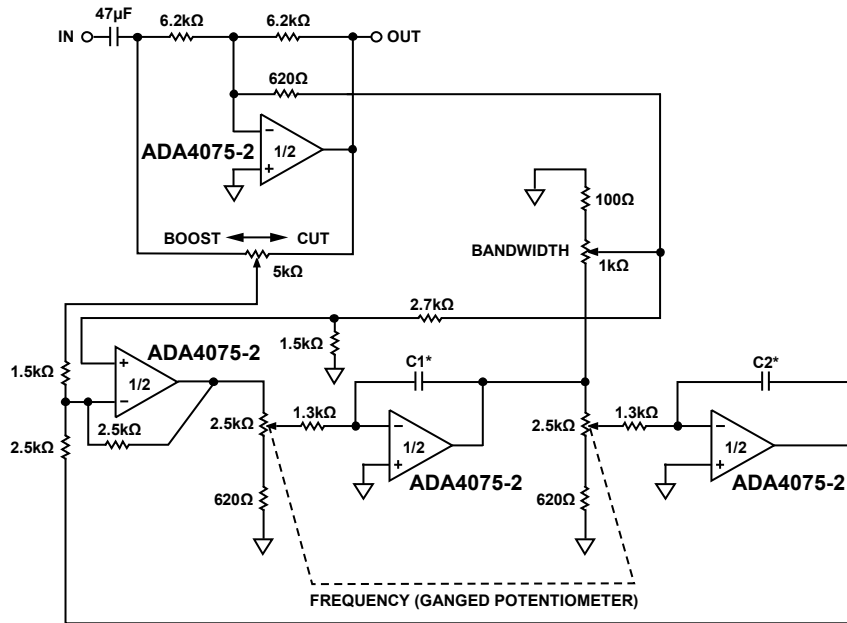 47µF
6.2kΩ
6.2kΩ
IN
OUT
620Ω
−
ADA4075-2
1/2
+
100Ω
BOOST
CUT
BANDWIDTH
1kΩ
5kΩ
2.7kΩ
ADA4075-2
1.5kΩ
C1*
C2*
1.5kΩ
+
1/2
−
2.5kΩ
2.5kΩ
2.5kΩ
1.3kΩ
−
1/2
+
2.5kΩ
1.3kΩ
−
1/2
+
620Ω
ADA4075-2
620Ω
ADA4075-2
FREQUENCY (GANGED POTENTIOMETER)